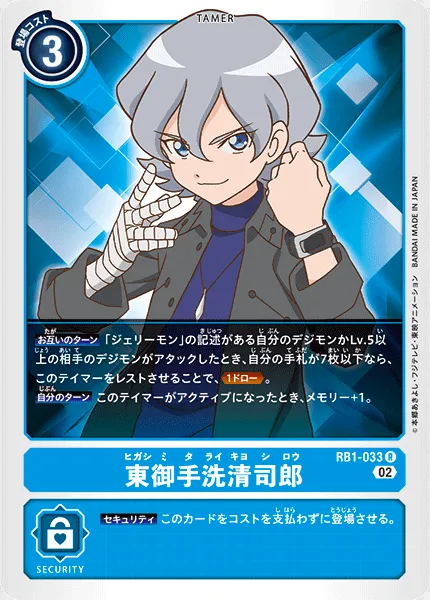 TAMER
登場コスト
3
お互いのターン 「ジェリーモン」の記述がある自分のデジモンかLv.5以
上の相手のデジモンがアタックしたとき、自分の手札が7枚以下なら、
このテイマーをレストさせることで、1ドロー。
自分のターン このテイマーがアクティブになったとき、メモリー+1。
©本郷あきよし・フジテレビ・東映アニメーション BANDAI MADE IN JAPAN
ヒガシ ミ タ ライ キヨ シ ロウ
東御手洗清司郎
RB1-033 R
02
セキュリティ このカードをコストを支払わずに登場させる。
SECURITY